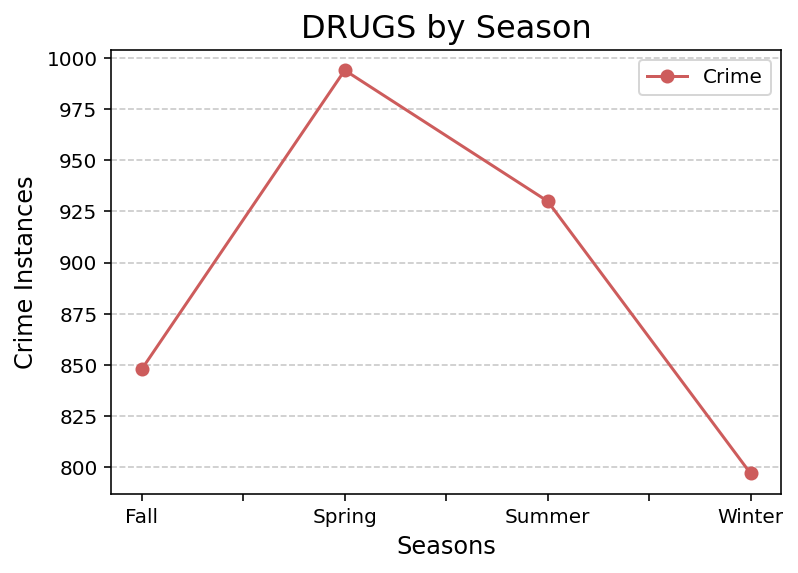 DRUGS by Season
Crime
1000
975
950
925
900
875
850
825
800
Crime Instances
Fall Spring Summer Winter
Seasons